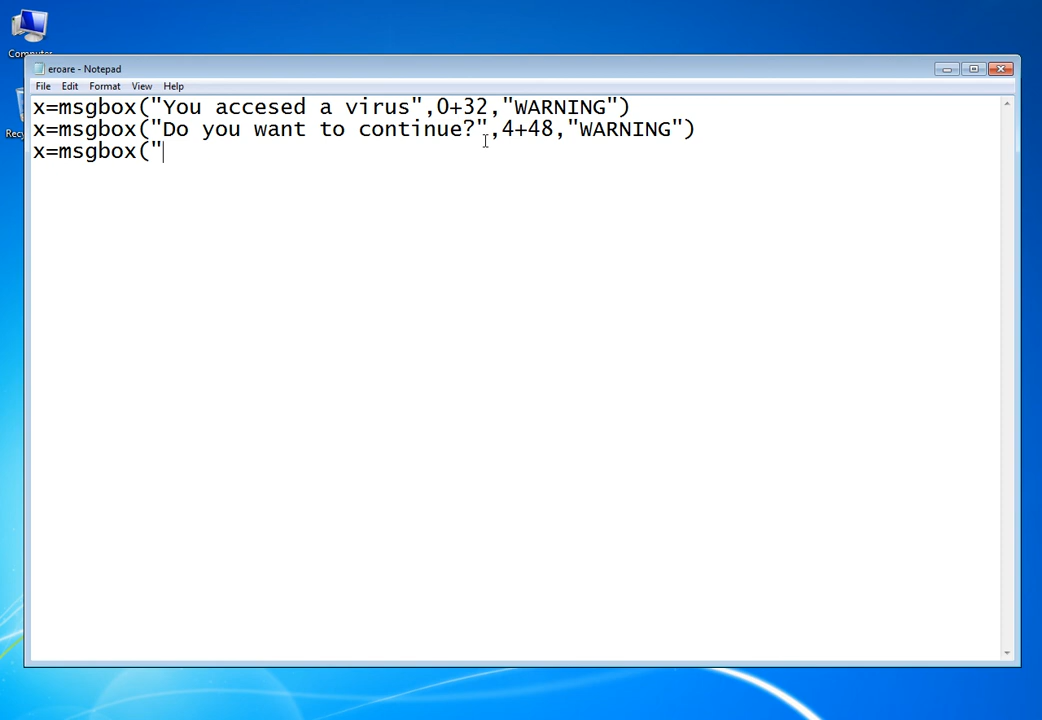 Computer
eroare - Notepad
File Edit Format View Help
x=msgbox("You accesed a virus",0+32,"WARNING")
x=msgbox("Do you want to continue?",4+48,"WARNING")
x=msgbox("